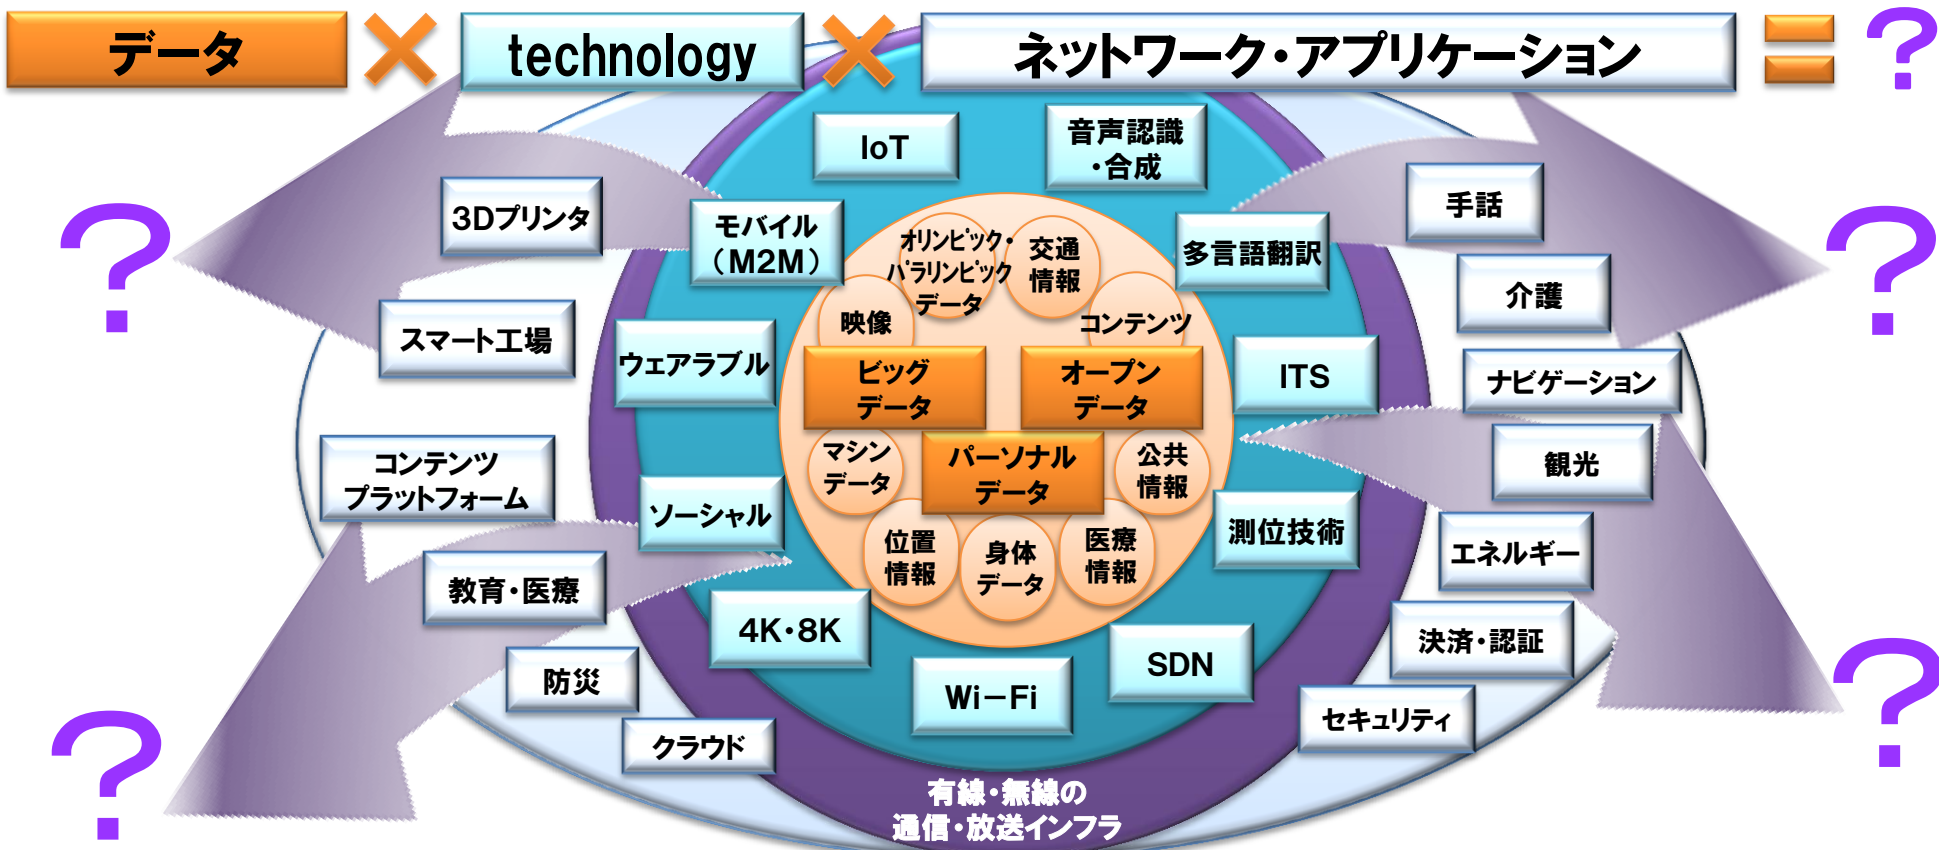 データ × technology × ネットワーク・アプリケーション = ?
IoT
音声認識
・合成
3Dプリンタ
モバイル
（M2M）
多言語翻訳
手話
オリンピック・
パラリンピック
データ
交通
情報
映像
コンテンツ
介護
スマート工場
ウェアラブル
ビッグ
データ
オープン
データ
ITS
ナビゲーション
コンテンツ
プラットフォーム
マシン
データ
パーソナル
データ
公共
情報
観光
ソーシャル
位置
情報
身体
データ
医療
情報
測位技術
エネルギー
教育・医療
4K・8K
Wi－Fi
SDN
決済・認証
防災
クラウド
セキュリティ
有線・無線の
通信・放送インフラ
?
?
?
?